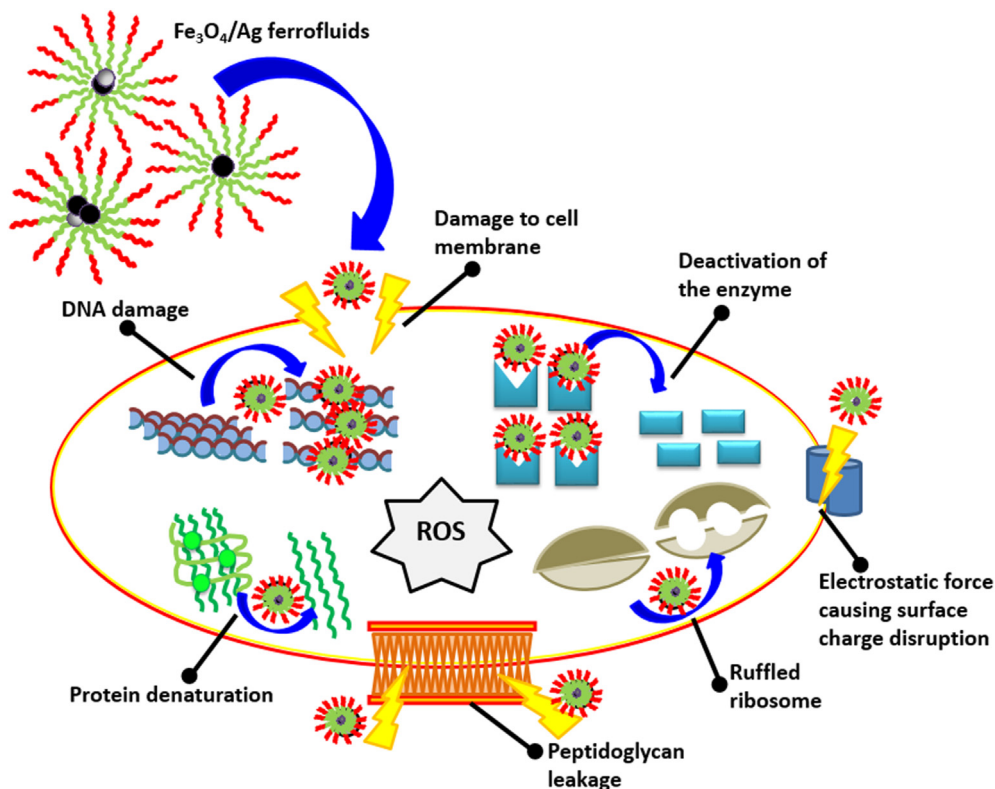 Fe₃O₄/Ag ferrofluids
Damage to cell
membrane
Deactivation of
the enzyme
DNA damage
ROS
Electrostatic force
causing surface
charge disruption
Protein denaturation
Ruffled
ribosome
Peptidoglycan
leakage